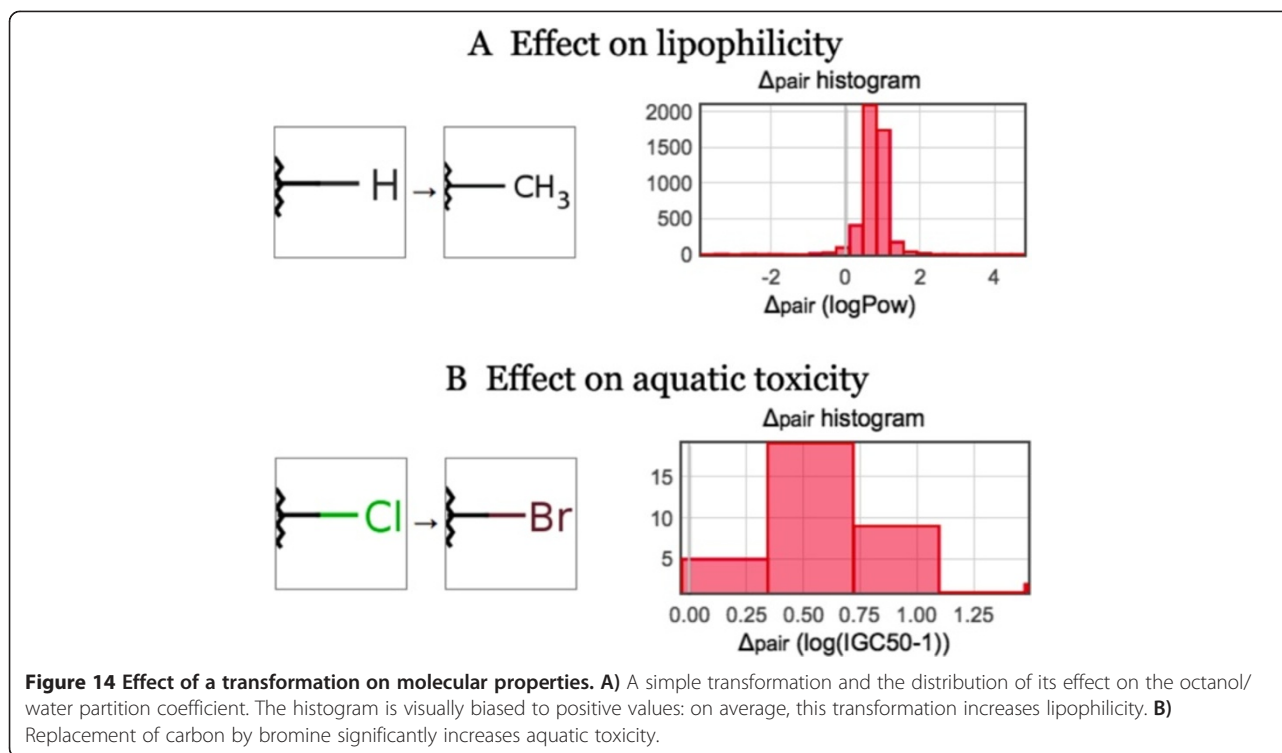 A Effect on lipophilicity
Δpair histogram
H → CH3
2000
1500
1000
500
0
-2 0 2 4
Δpair (logPow)
B Effect on aquatic toxicity
Δpair histogram
Cl → Br
15
10
5
0.00 0.25 0.50 0.75 1.00 1.25
Δpair (log(IGC50-1))
Figure 14 Effect of a transformation on molecular properties. A) A simple transformation and the distribution of its effect on the octanol/
water partition coefficient. The histogram is visually biased to positive values: on average, this transformation increases lipophilicity. B)
Replacement of carbon by bromine significantly increases aquatic toxicity.